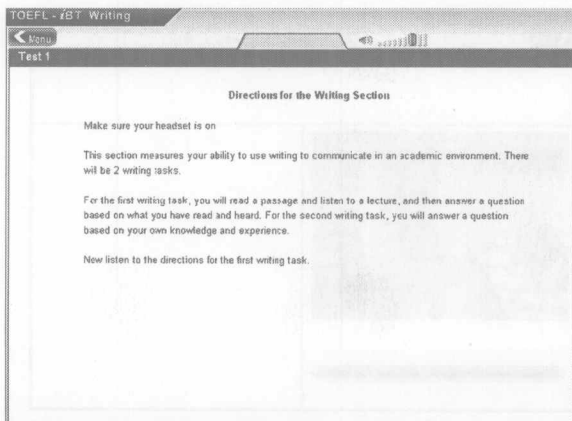 TOEFL - iBT Writing
Menu
Test 1
Directions for the Writing Section
Make sure your headset is on
This section measures your ability to use writing to communicate in an academic environment. There
will be 2 writing tasks.
For the first writing task, you will read a passage and listen to a lecture, and then answer a question
based on what you have read and heard. For the second writing task, you will answer a question
based on your own knowledge and experience.
Now listen to the directions for the first writing task.